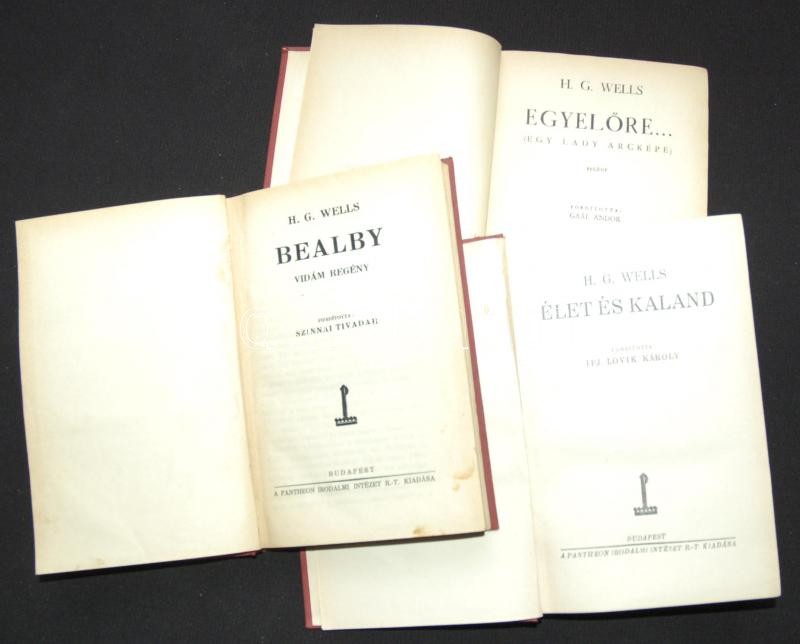 H. G. WELLS
EGYELŐRE...
(EGY LADY ARCKÉPE)
REGÉNY
FORDÍTOTTA:
GAÁL ANDOR
H. G. WELLS
BEALBY
VIDÁM REGÉNY
FORDÍTOTTA:
SZINNAI TIVADAR
BUDAPEST
A PANTHEON IRODALMI INTÉZET R.-T. KIADÁSA
H. G. WELLS
ÉLET ÉS KALAND
FORDÍTOTTA
IFJ. LOVIK KÁROLY
BUDAPEST
A PANTHEON IRODALMI INTÉZET R.-T. KIADÁSA